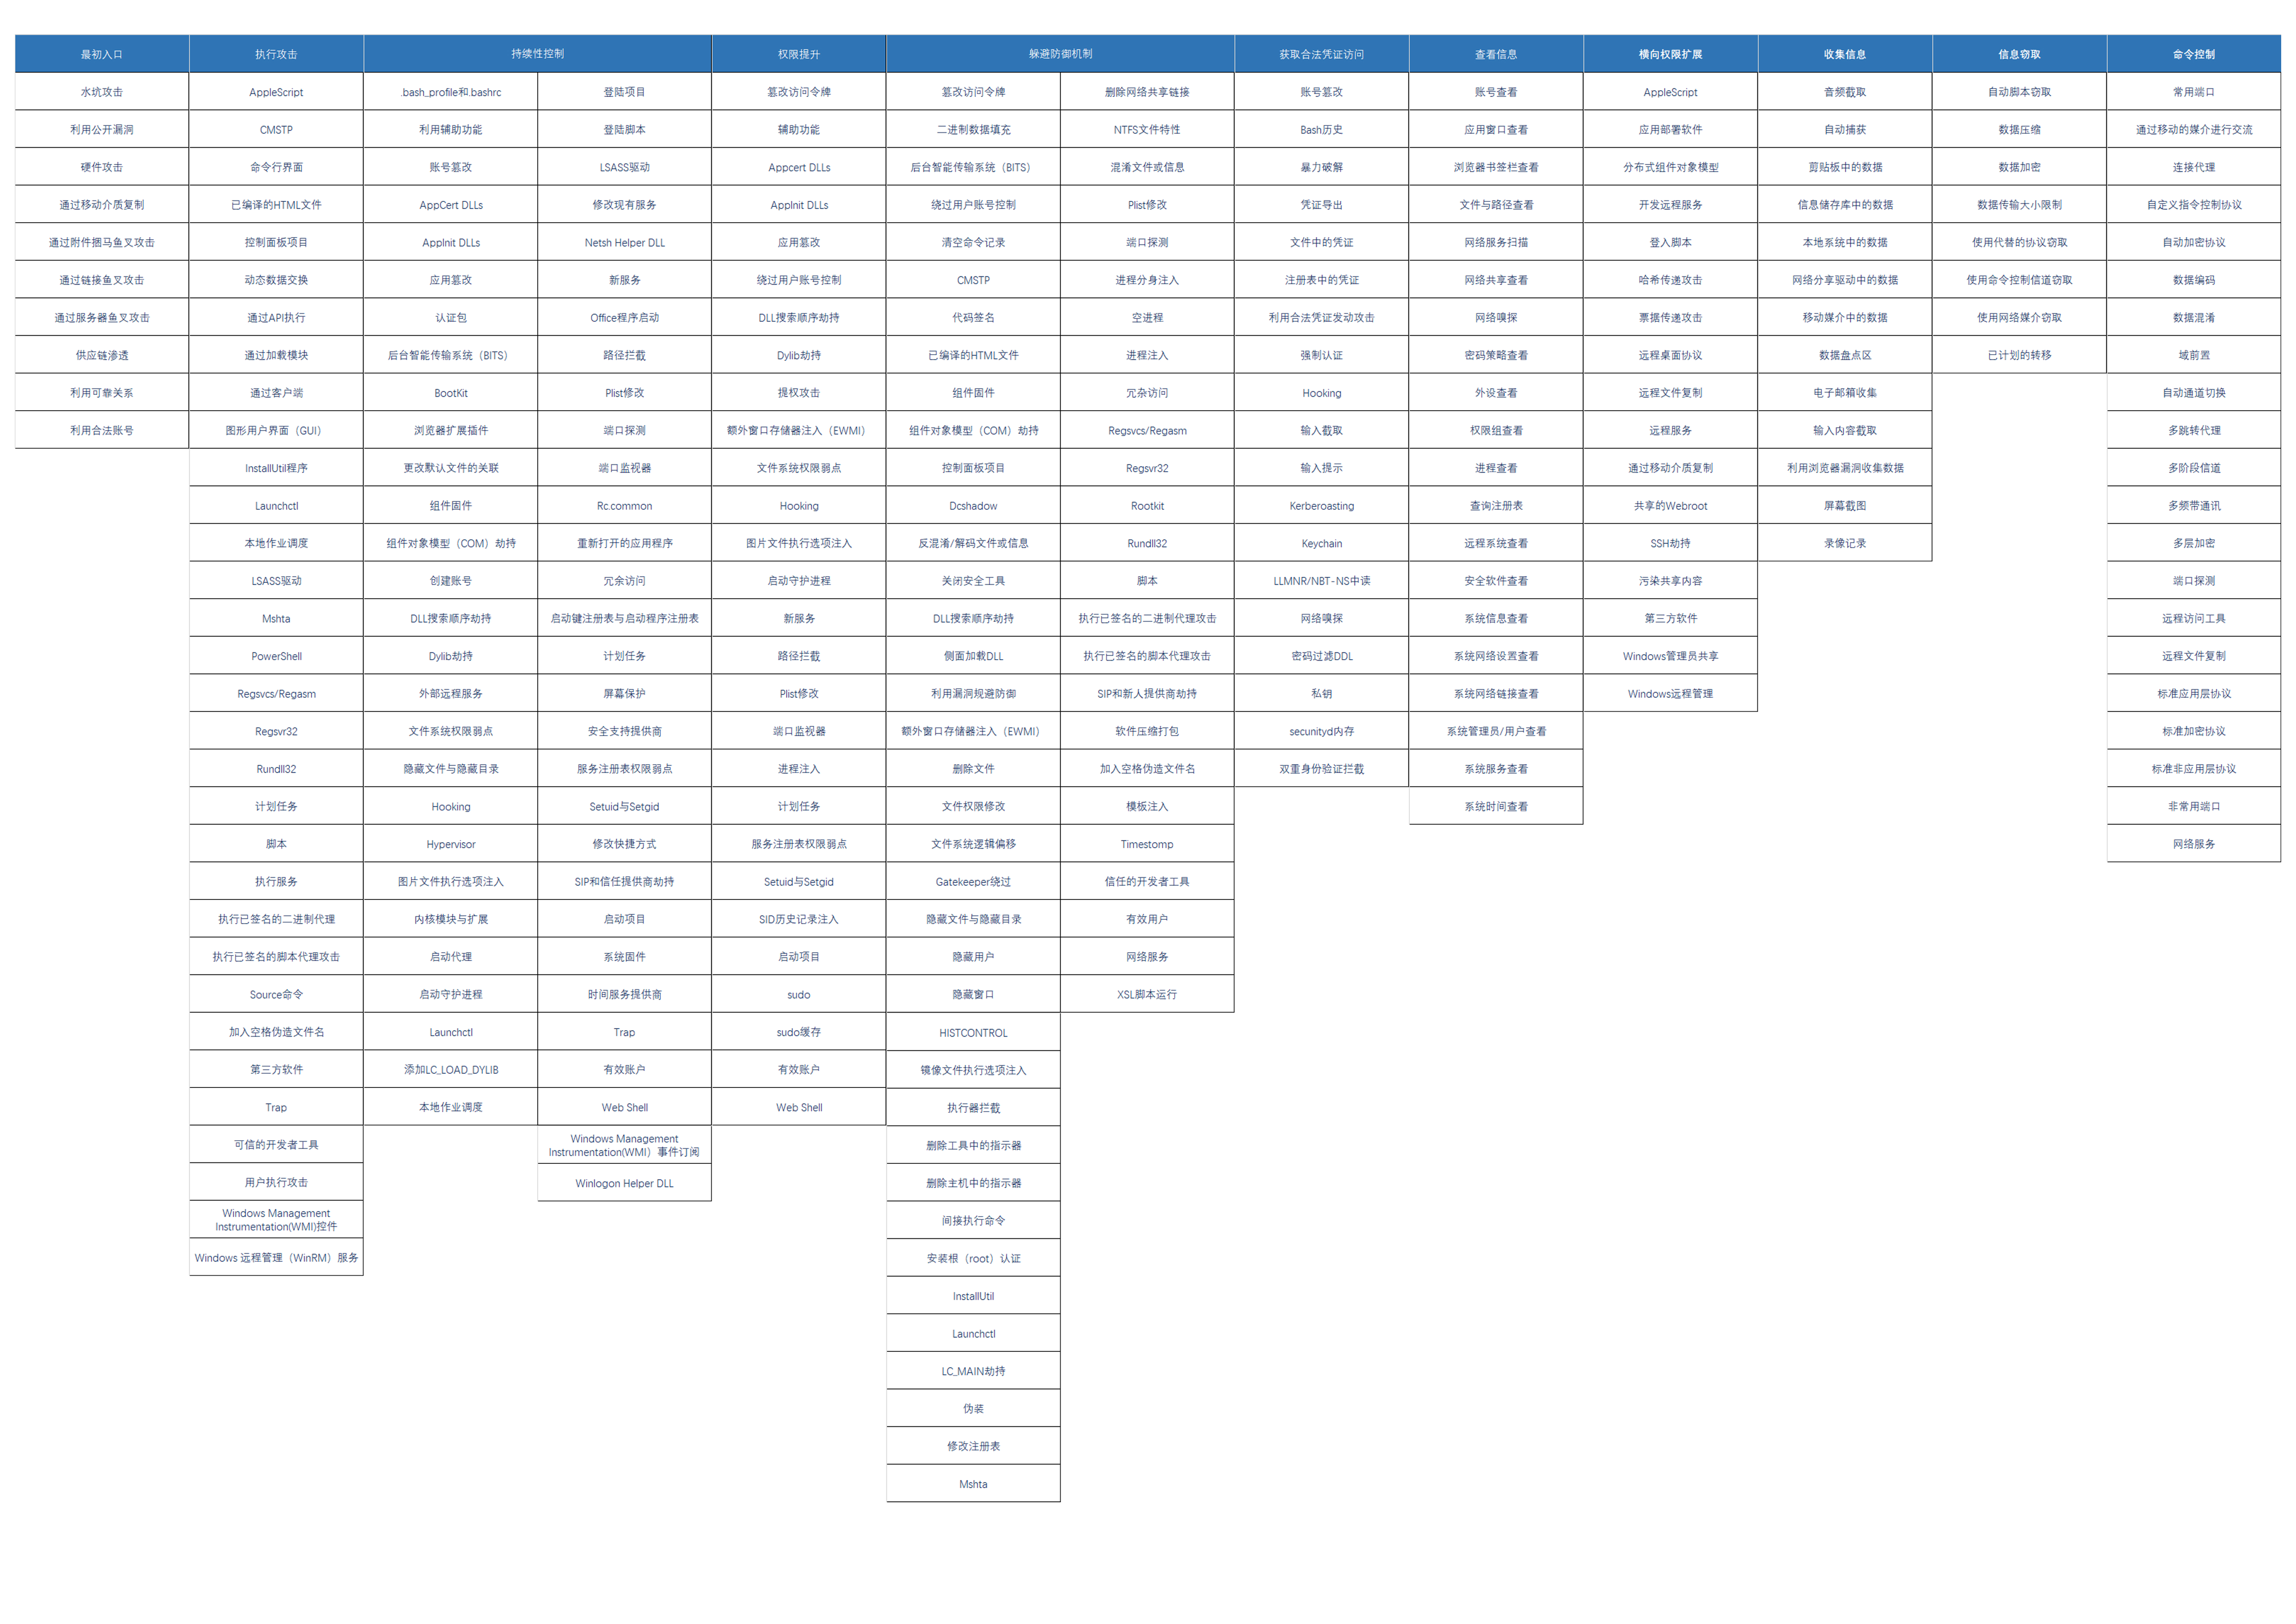 最初入口
水坑攻击
利用公开漏洞
硬件攻击
通过移动介质复制
通过附件捆马鱼叉攻击
通过链接鱼叉攻击
通过服务器鱼叉攻击
供应链渗透
利用可靠关系
利用合法账号
执行攻击
AppleScript
CMSTP
命令行界面
已编译的HTML文件
控制面板项目
动态数据交换
通过API执行
通过加载模块
通过客户端
图形用户界面（GUI）
InstallUtil程序
Launchctl
本地作业调度
LSASS驱动
Mshta
PowerShell
Regsvcs/Regasm
Regsvr32
Rundll32
计划任务
脚本
执行服务
执行已签名的二进制代理
执行已签名的脚本代理攻击
Source命令
加入空格伪造文件名
第三方软件
Trap
可信的开发者工具
用户执行攻击
Windows Management
Instrumentation(WMI)控件
Windows 远程管理（WinRM）服务
持续性控制
.bash_profile和.bashrc
利用辅助功能
账号篡改
AppCert DLLs
AppInit DLLs
应用篡改
认证包
后台智能传输系统（BITS）
BootKit
浏览器扩展插件
更改默认文件的关联
组件固件
组件对象模型（COM）劫持
创建账号
DLL搜索顺序劫持
Dylib劫持
外部远程服务
文件系统权限弱点
隐藏文件与隐藏目录
Hooking
Hypervisor
图片文件执行选项注入
内核模块与扩展
启动代理
启动守护进程
Launchctl
添加LC_LOAD_DYLIB
本地作业调度
登陆项目
登陆脚本
LSASS驱动
修改现有服务
Netsh Helper DLL
新服务
Office程序启动
路径拦截
Plist修改
端口探测
端口监视器
Rc.common
重新打开的应用程序
冗余访问
启动键注册表与启动程序注册表
计划任务
屏幕保护
安全支持提供商
服务注册表权限弱点
Setuid与Setgid
修改快捷方式
SIP和信任提供商劫持
启动项目
系统固件
时间服务提供商
Trap
有效账户
Web Shell
Windows Management
Instrumentation(WMI）事件订阅
Winlogon Helper DLL
权限提升
篡改访问令牌
辅助功能
Appcert DLLs
AppInit DLLs
应用篡改
绕过用户账号控制
DLL搜索顺序劫持
Dylib劫持
提权攻击
额外窗口存储器注入（EWMI）
文件系统权限弱点
Hooking
图片文件执行选项注入
启动守护进程
新服务
路径拦截
Plist修改
端口监视器
进程注入
计划任务
服务注册表权限弱点
Setuid与Setgid
SID历史记录注入
启动项目
sudo
sudo缓存
有效账户
Web Shell
躲避防御机制
篡改访问令牌
二进制数据填充
后台智能传输系统（BITS）
绕过用户账号控制
清空命令记录
CMSTP
代码签名
已编译的HTML文件
组件固件
组件对象模型（COM）劫持
控制面板项目
Dcshadow
反混淆/解码文件或信息
关闭安全工具
DLL搜索顺序劫持
侧面加载DLL
利用漏洞规避防御
额外窗口存储器注入（EWMI）
删除文件
文件权限修改
文件系统逻辑偏移
Gatekeeper绕过
隐藏文件与隐藏目录
隐藏用户
隐藏窗口
HISTCONTROL
镜像文件执行选项注入
执行器拦截
删除工具中的指示器
删除主机中的指示器
间接执行命令
安装根（root）认证
InstallUtil
Launchctl
LC_MAIN劫持
伪装
修改注册表
Mshta
删除网络共享链接
NTFS文件特性
混淆文件或信息
Plist修改
端口探测
进程分身注入
空进程
进程注入
冗杂访问
Regsvcs/Regasm
Regsvr32
Rootkit
Rundll32
脚本
执行已签名的二进制代理攻击
执行已签名的脚本代理攻击
SIP和新人提供商劫持
软件压缩打包
加入空格伪造文件名
模板注入
Timestomp
信任的开发者工具
有效用户
网络服务
XSL脚本运行
获取合法凭证访问
账号篡改
Bash历史
暴力破解
凭证导出
文件中的凭证
注册表中的凭证
利用合法凭证发动攻击
强制认证
Hooking
输入截取
输入提示
Kerberoasting
Keychain
LLMNR/NBT-NS中读
网络嗅探
密码过滤DDL
私钥
secunityd内存
双重身份验证拦截
查看信息
账号查看
应用窗口查看
浏览器书签栏查看
文件与路径查看
网络服务扫描
网络共享查看
网络嗅探
密码策略查看
外设查看
权限组查看
进程查看
查询注册表
远程系统查看
安全软件查看
系统信息查看
系统网络设置查看
系统网络链接查看
系统管理员/用户查看
系统服务查看
系统时间查看
横向权限扩展
AppleScript
应用部署软件
分布式组件对象模型
开发远程服务
登入脚本
哈希传递攻击
票据传递攻击
远程桌面协议
远程文件复制
远程服务
通过移动介质复制
共享的Webroot
SSH劫持
污染共享内容
第三方软件
Windows管理员共享
Windows远程管理
收集信息
音频截取
自动捕获
剪贴板中的数据
信息储存库中的数据
本地系统中的数据
网络分享驱动中的数据
移动媒介中的数据
数据盘点区
电子邮箱收集
输入内容截取
利用浏览器漏洞收集数据
屏幕截图
录像记录
信息窃取
自动脚本窃取
数据压缩
数据加密
数据传输大小限制
使用代替的协议窃取
使用命令控制信道窃取
使用网络媒介窃取
已计划的转移
命令控制
常用端口
通过移动的媒介进行交流
连接代理
自定义指令控制协议
自动加密协议
数据编码
数据混淆
域前置
自动通道切换
多跳转代理
多阶段信道
多频带通讯
多层加密
端口探测
远程访问工具
远程文件复制
标准应用层协议
标准加密协议
标准非应用层协议
非常用端口
网络服务